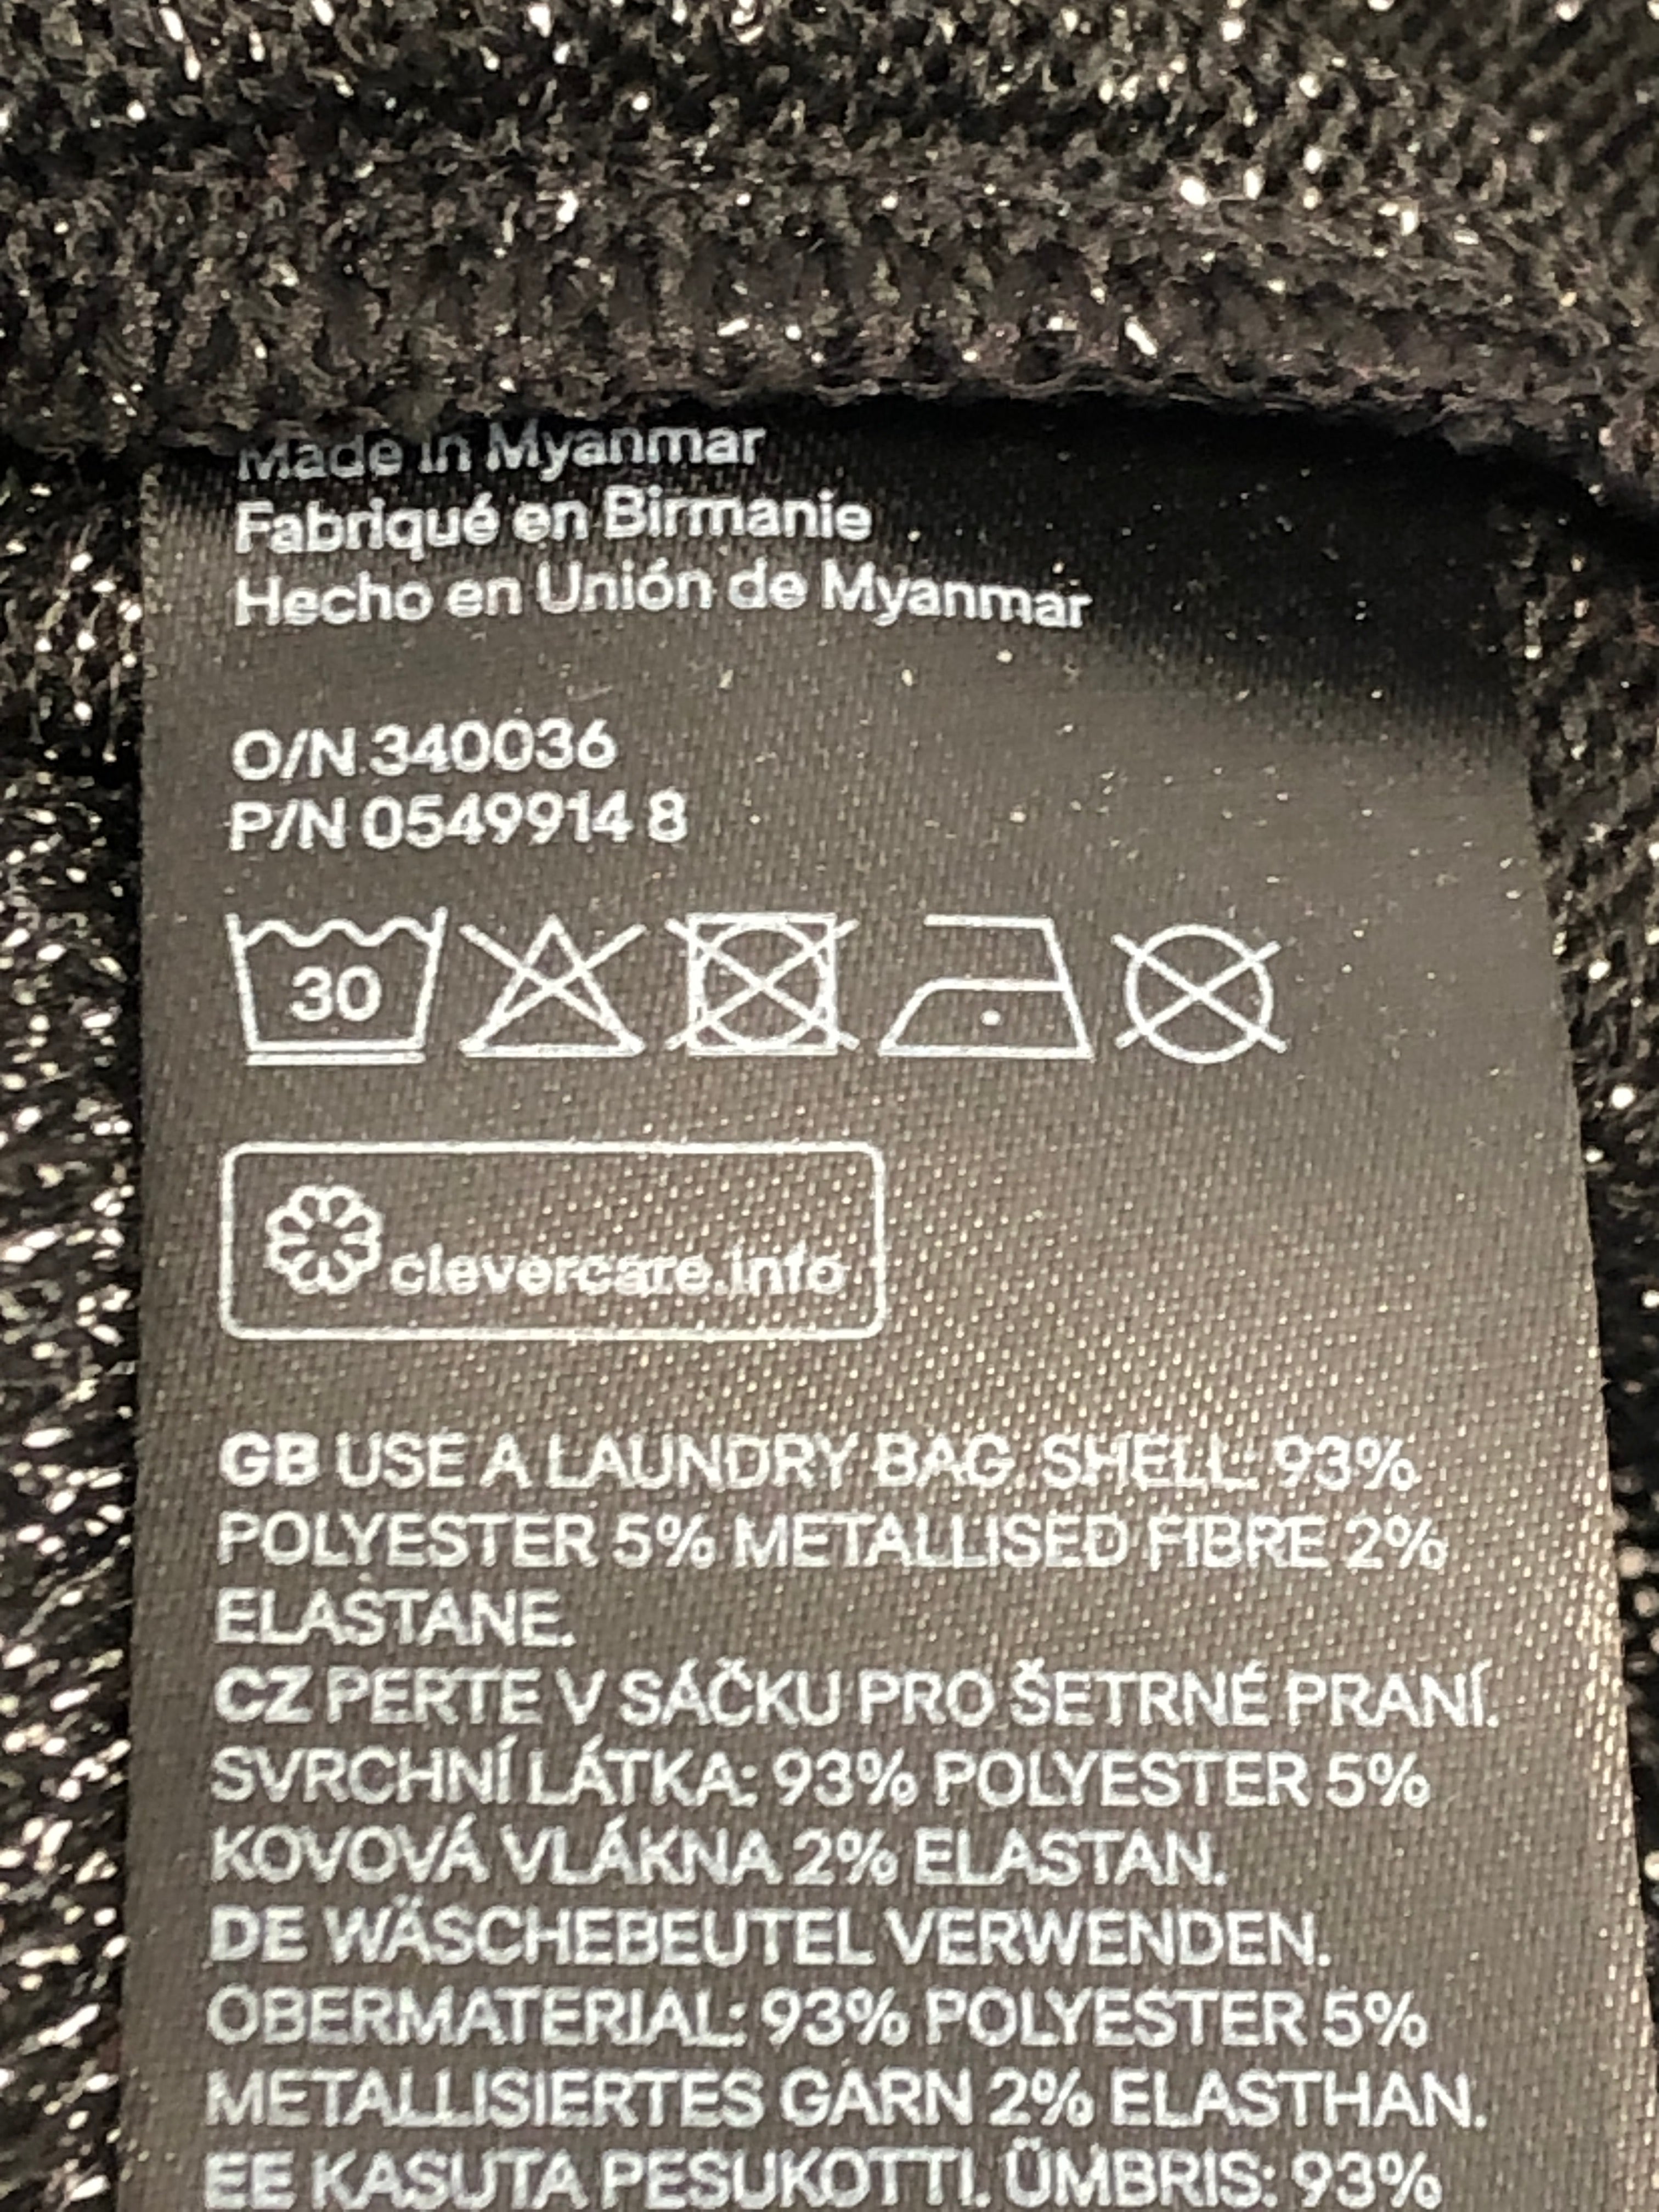 Made in Myanmar
Fabriqué en Birmanie
Hecho en Unión de Myanmar
O/N 340036
P/N 0549914 8
30
clevercare.info
GB USE A LAUNDRY BAG. SHELL: 93%
POLYESTER 5% METALLISED FIBRE 2%
ELASTANE.
CZ PERTE V SÁČKU PRO ŠETRNÉ PRANÍ.
SVRCHNÍ LÁTKA: 93% POLYESTER 5%
KOVOVÁ VLÁKNA 2% ELASTAN.
DE WÄSCHEBEUTEL VERWENDEN.
OBERMATERIAL: 93% POLYESTER 5%
METALLISIERTES GARN 2% ELASTHAN.
EE KASUTA PESUKOTTI. ÜMBRIS: 93%